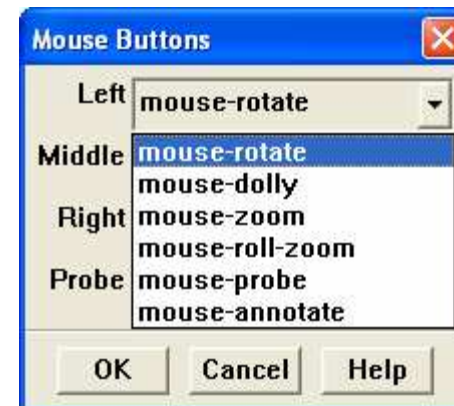 Mouse Buttons
Left mouse-rotate
Middle mouse-rotate
mouse-dolly
Right mouse-zoom
mouse-roll-zoom
Probe mouse-probe
mouse-annotate
OK Cancel Help